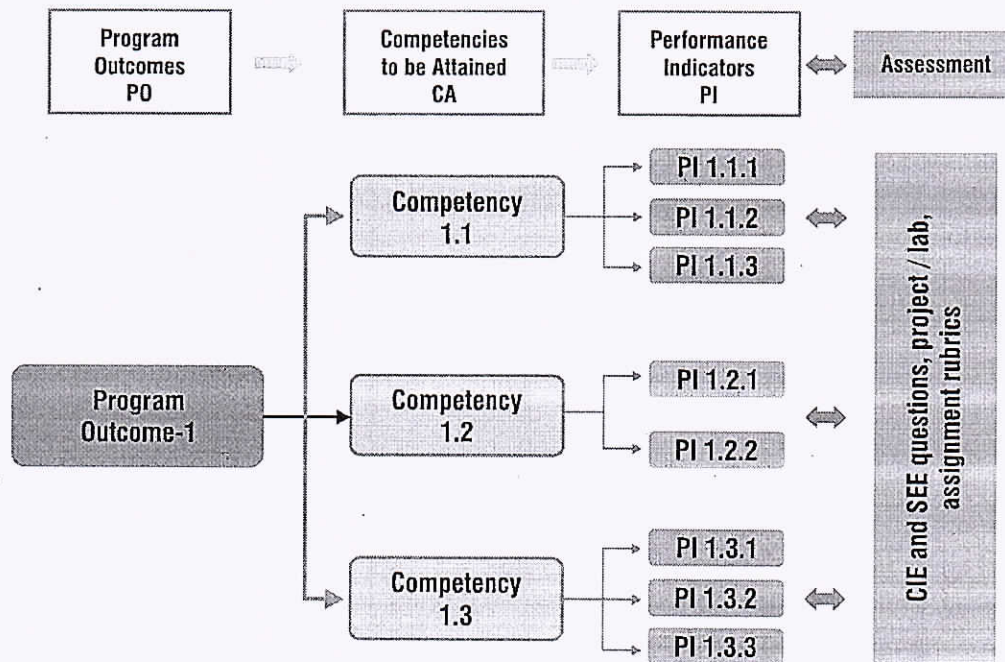 Program
Outcomes
PO
Competencies
to be Attained
CA
Performance
Indicators
PI
Assessment
Program
Outcome-1
Competency
1.1
PI 1.1.1
PI 1.1.2
PI 1.1.3
Competency
1.2
PI 1.2.1
PI 1.2.2
Competency
1.3
PI 1.3.1
PI 1.3.2
PI 1.3.3
CIE and SEE questions, project / lab,
assignment rubrics